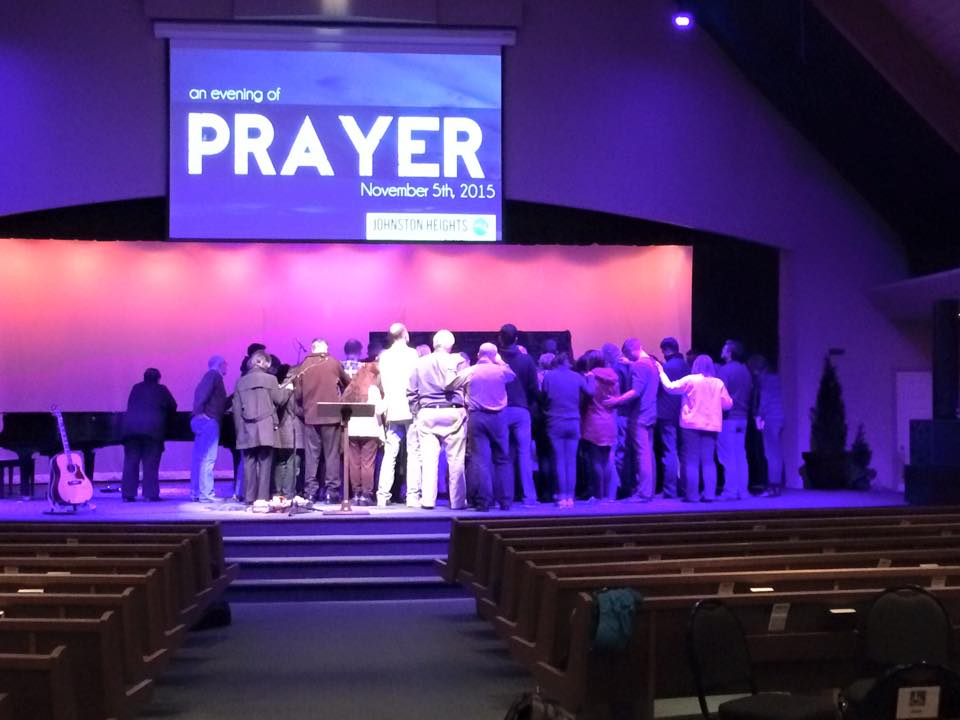 an evening of
PRAYER
November 5th, 2015
JOHNSTON HEIGHTS